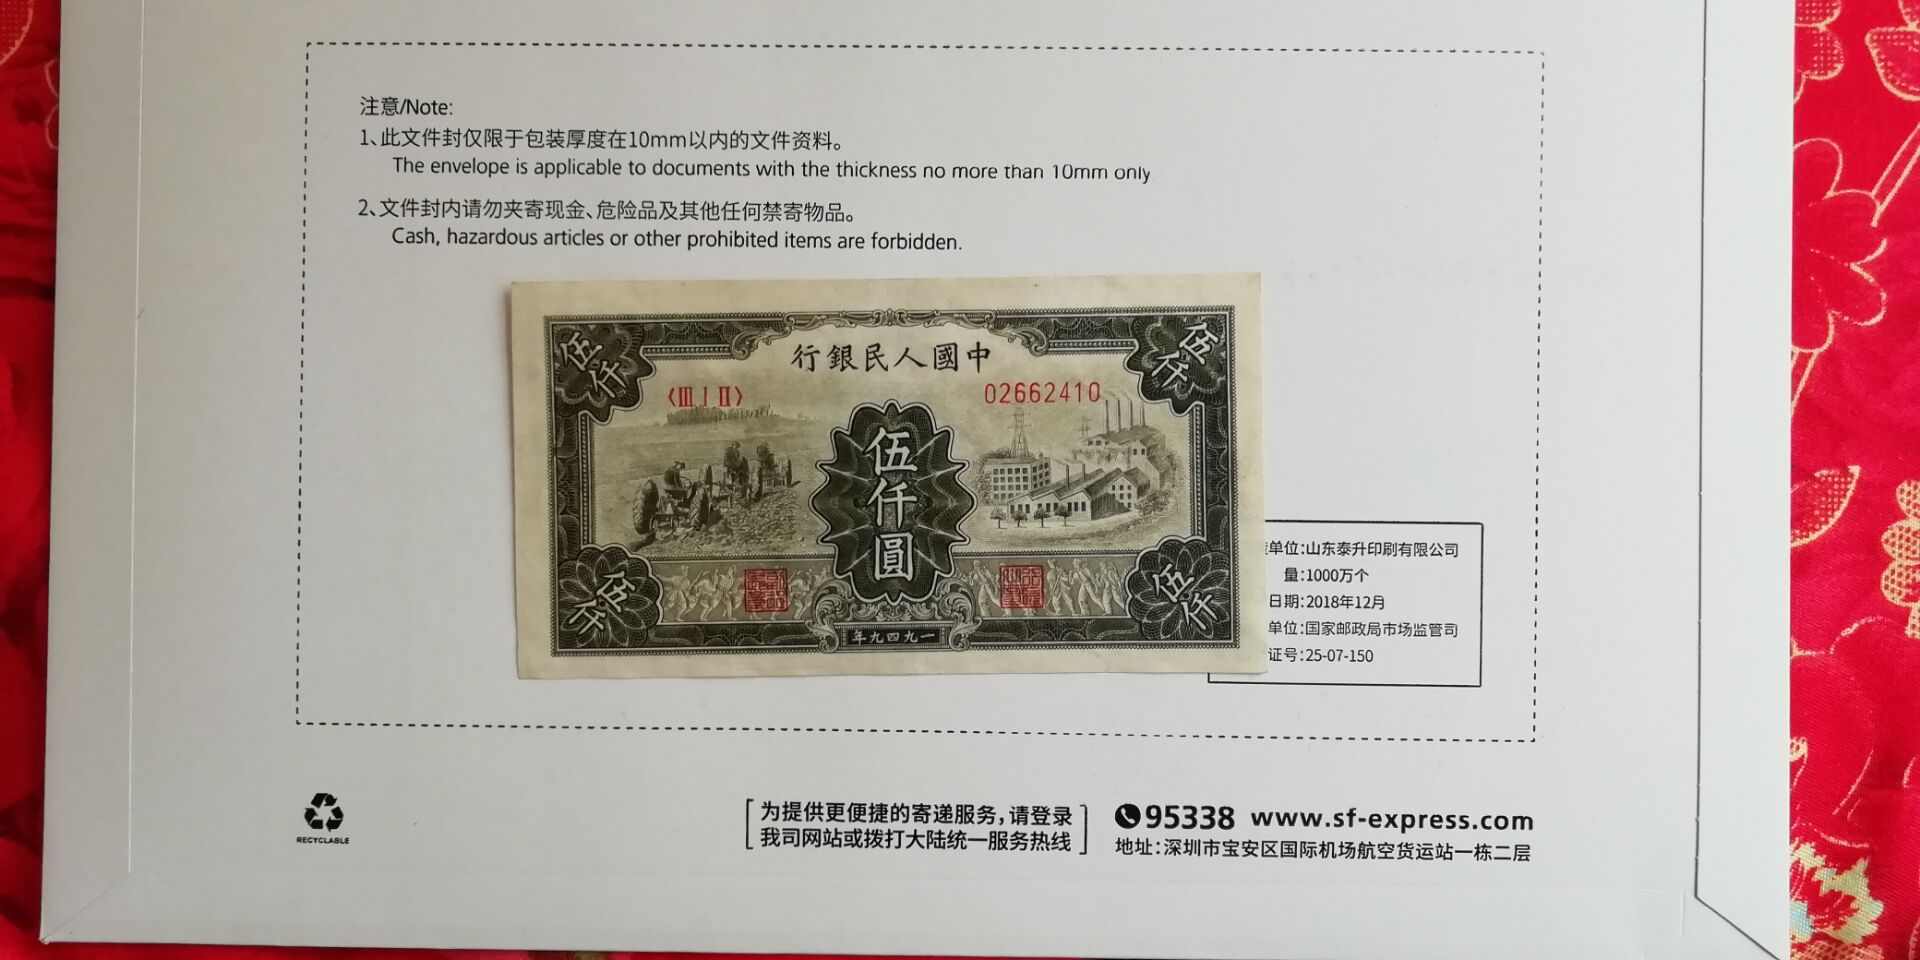 注意/Note:
1、此文件封仅限于包装厚度在10mm以内的文件资料。
The envelope is applicable to documents with the thickness no more than 10mm only
2、文件封内请勿夹寄现金、危险品及其他任何禁寄物品。
Cash, hazardous articles or other prohibited items are forbidden.
伍仟
伍仟
行銀民人國中
〈III I II〉
02662410
伍仟圓
伍仟
伍仟
年九四九一
单位:山东泰升印刷有限公司
量:1000万个
日期:2018年12月
单位:国家邮政局市场监管司
证号:25-07-150
RECYCLABLE
为提供更便捷的寄递服务,请登录
我司网站或拨打大陆统一服务热线
95338 www.sf-express.com
地址:深圳市宝安区国际机场航空货运站一栋二层